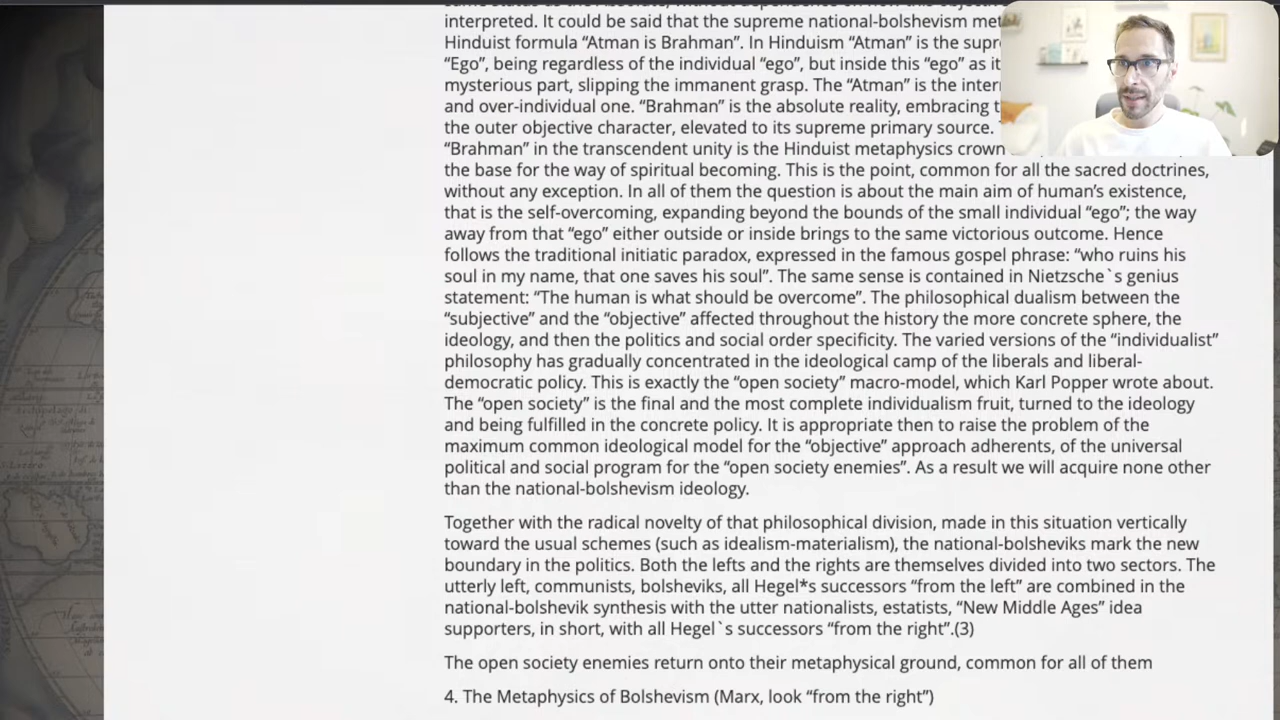 interpreted. It could be said that the supreme national-bolshevism
Hinduist formula “Atman is Brahman”. In Hinduism “Atman” is the
“Ego”, being regardless of the individual “ego”, but inside this “ego” as
mysterious part, slipping the immanent grasp. The “Atman” is the
and over-individual one. “Brahman” is the absolute reality, embracing
the outer objective character, elevated to its supreme primary source.
“Brahman” in the transcendent unity is the Hinduist metaphysics
the base for the way of spiritual becoming. This is the point, common for all the sacred doctrines,
without any exception. In all of them the question is about the main aim of human’s existence,
that is the self-overcoming, expanding beyond the bounds of the small individual “ego”; the way
away from that “ego” either outside or inside brings to the same victorious outcome. Hence
follows the traditional initiatic paradox, expressed in the famous gospel phrase: “who ruins his
soul in my name, that one saves his soul”. The same sense is contained in Nietzsche`s genius
statement: “The human is what should be overcome”. The philosophical dualism between the
“subjective” and the “objective” affected throughout the history the more concrete sphere, the
ideology, and then the politics and social order specificity. The varied versions of the “individualist”
philosophy has gradually concentrated in the ideological camp of the liberals and liberal-
democratic policy. This is exactly the “open society” macro-model, which Karl Popper wrote about.
The “open society” is the final and the most complete individualism fruit, turned to the ideology
and being fulfilled in the concrete policy. It is appropriate then to raise the problem of the
maximum common ideological model for the “objective” approach adherents, of the universal
political and social program for the “open society enemies”. As a result we will acquire none other
than the national-bolshevism ideology.
Together with the radical novelty of that philosophical division, made in this situation vertically
toward the usual schemes (such as idealism-materialism), the national-bolsheviks mark the new
boundary in the politics. Both the lefts and the rights are themselves divided into two sectors. The
utterly left, communists, bolsheviks, all Hegel*s successors “from the left” are combined in the
national-bolshevik synthesis with the utter nationalists, estatists, “New Middle Ages” idea
supporters, in short, with all Hegel`s successors “from the right”.(3)
The open society enemies return onto their metaphysical ground, common for all of them
4. The Metaphysics of Bolshevism (Marx, look “from the right”)